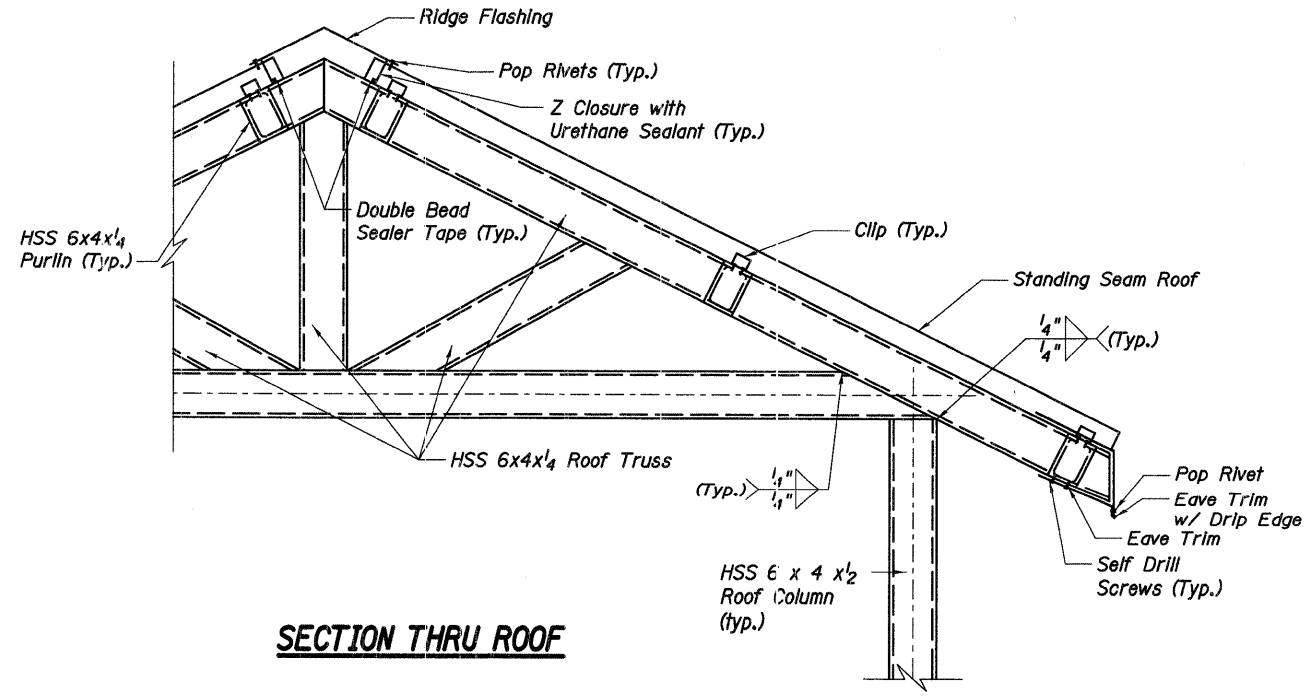 Ridge Flashing
Pop Rivets (Typ.)
Z Closure with
Urethane Sealant (Typ.)
Double Bead
Sealer Tape (Typ.)
HSS 6x4x1/4
Purlin (Typ.)
Clip (Typ.)
Standing Seam Roof
1/4"
1/4"
(Typ.)
HSS 6x4x1/4 Roof Truss
(Typ.)
1/4"
1/4"
Pop Rivet
Eave Trim
w/ Drip Edge
Eave Trim
Self Drill
Screws (Typ.)
HSS 6 x 4 x1/2
Roof Column
(typ.)
SECTION THRU ROOF